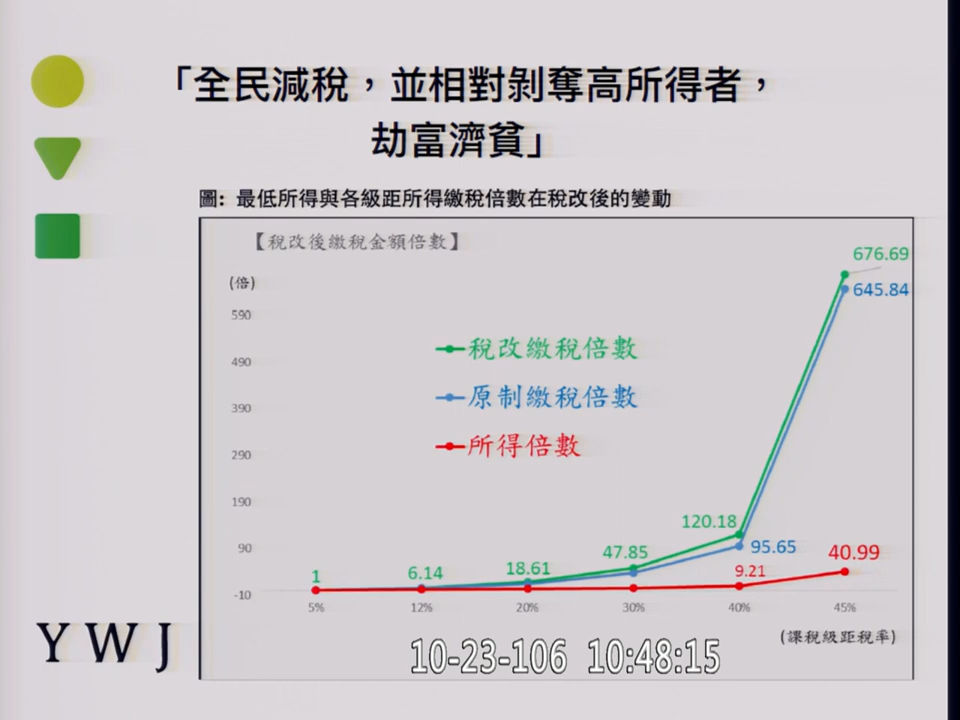 「全民減稅，並相對剝奪高所得者，
劫富濟貧」
圖: 最低所得與各級距所得繳稅倍數在稅改後的變動
【稅改後繳稅金額倍數】
(倍)
676.69
645.84
590
490
390
290
190
90
-10
稅改繳稅倍數
原制繳稅倍數
所得倍數
1
6.14
18.61
47.85
120.18
95.65
9.21
40.99
5%
12%
20%
30%
40%
45%
(課稅級距稅率)
YWJ
10-23-106 10:48:15